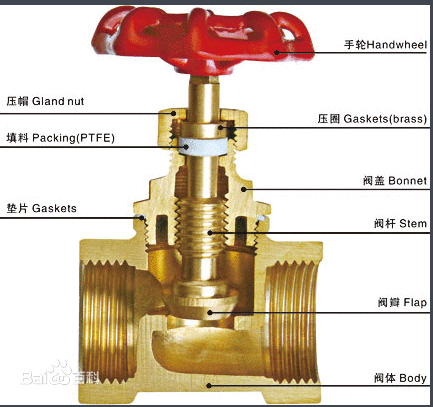 手轮Handwheel
压帽 Gland nut
压圈 Gaskets(brass)
填料 Packing(PTFE)
阀盖 Bonnet
垫片 Gaskets
阀杆 Stem
阀瓣 Flap
阀体 Body
Bai百科